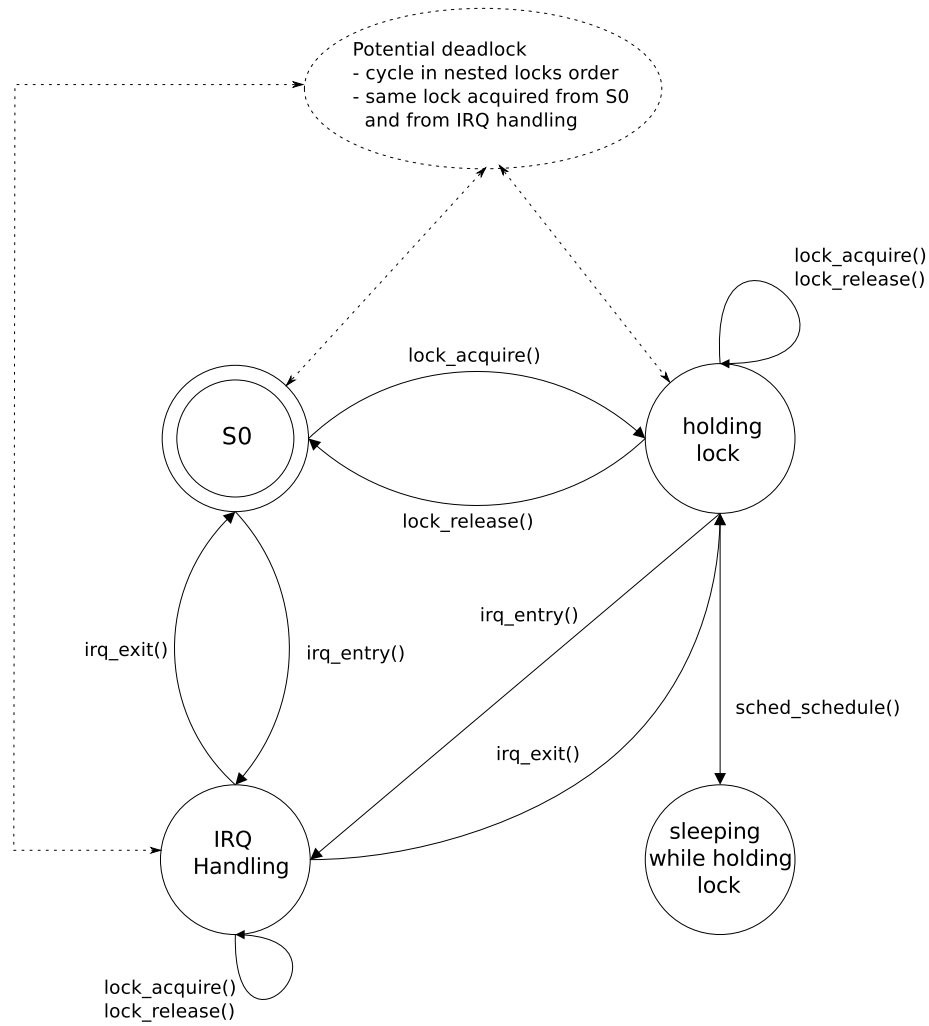 Potential deadlock
- cycle in nested locks order
- same lock acquired from S0
and from IRQ handling
lock_acquire()
lock_release()
lock_acquire()
S0
holding
lock
lock_release()
irq_entry()
irq_exit()
irq_entry()
sched_schedule()
irq_exit()
IRQ
Handling
sleeping
while holding
lock
lock_acquire()
lock_release()